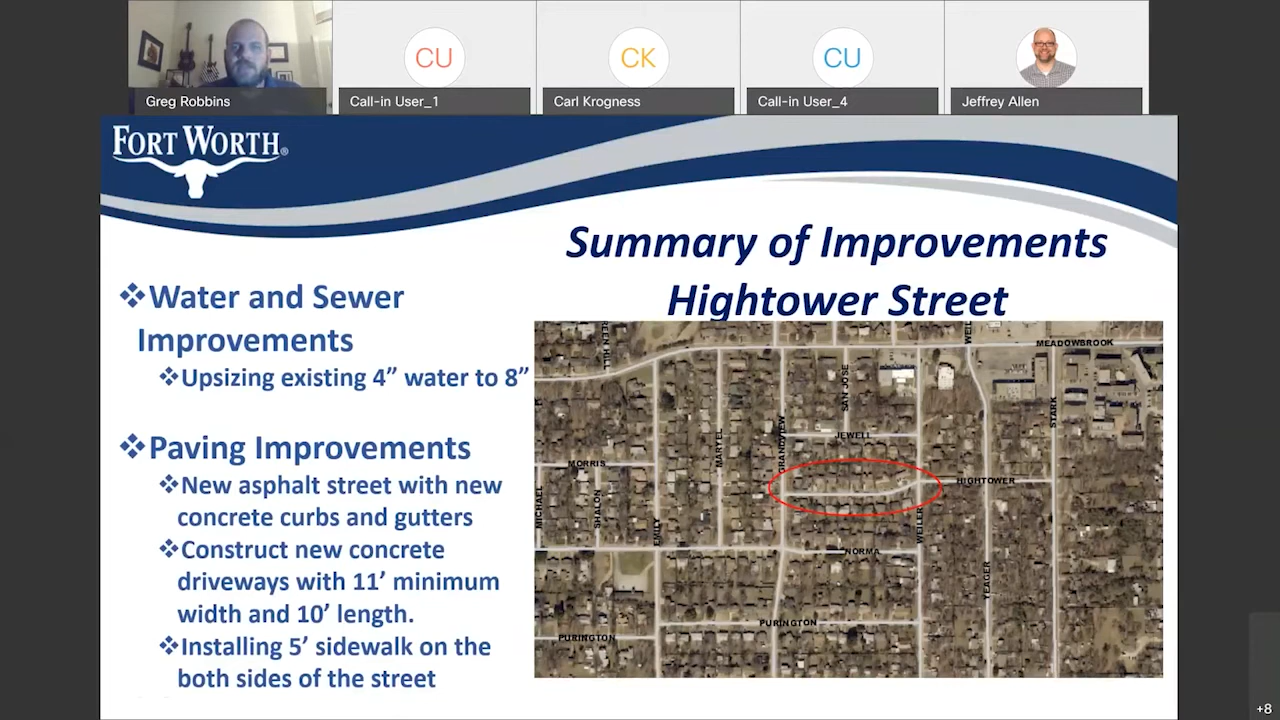 CU
CK
CU
Greg Robbins
Call-in User_1
Carl Krogness
Call-in User_4
Jeffrey Allen
FORT WORTH®
Summary of Improvements
Hightower Street
❖Water and Sewer
Improvements
❖Upsizing existing 4” water to 8”
❖Paving Improvements
❖New asphalt street with new
concrete curbs and gutters
❖Construct new concrete
driveways with 11’ minimum
width and 10’ length.
❖Installing 5’ sidewalk on the
both sides of the street
MEADOWBROOK
SAN JOSE
STARK
GRANDVIEW
MARYEL
JEWELL
MORRIS
HIGHTOWER
MICHAEL
SHALON
EMILY
WEILER
NORMA
YEAGER
PURINGTON
PURINGTON
+8